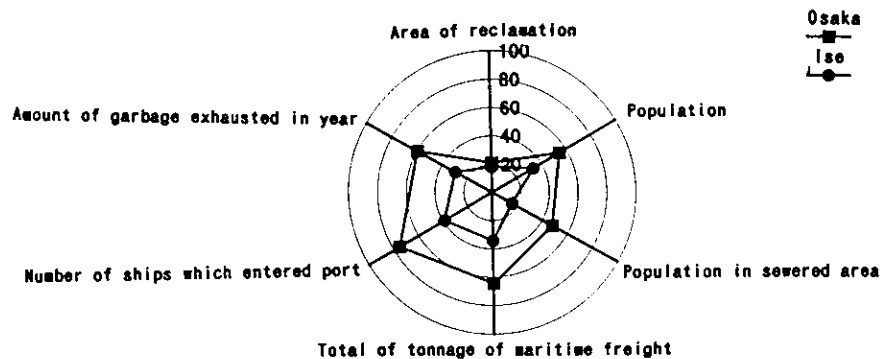 Osaka
Ise
Area of reclamation
100
80
60
40
20
Amount of garbage exhausted in year
Population
Number of ships which entered port
Population in sewered area
Total of tonnage of maritime freight